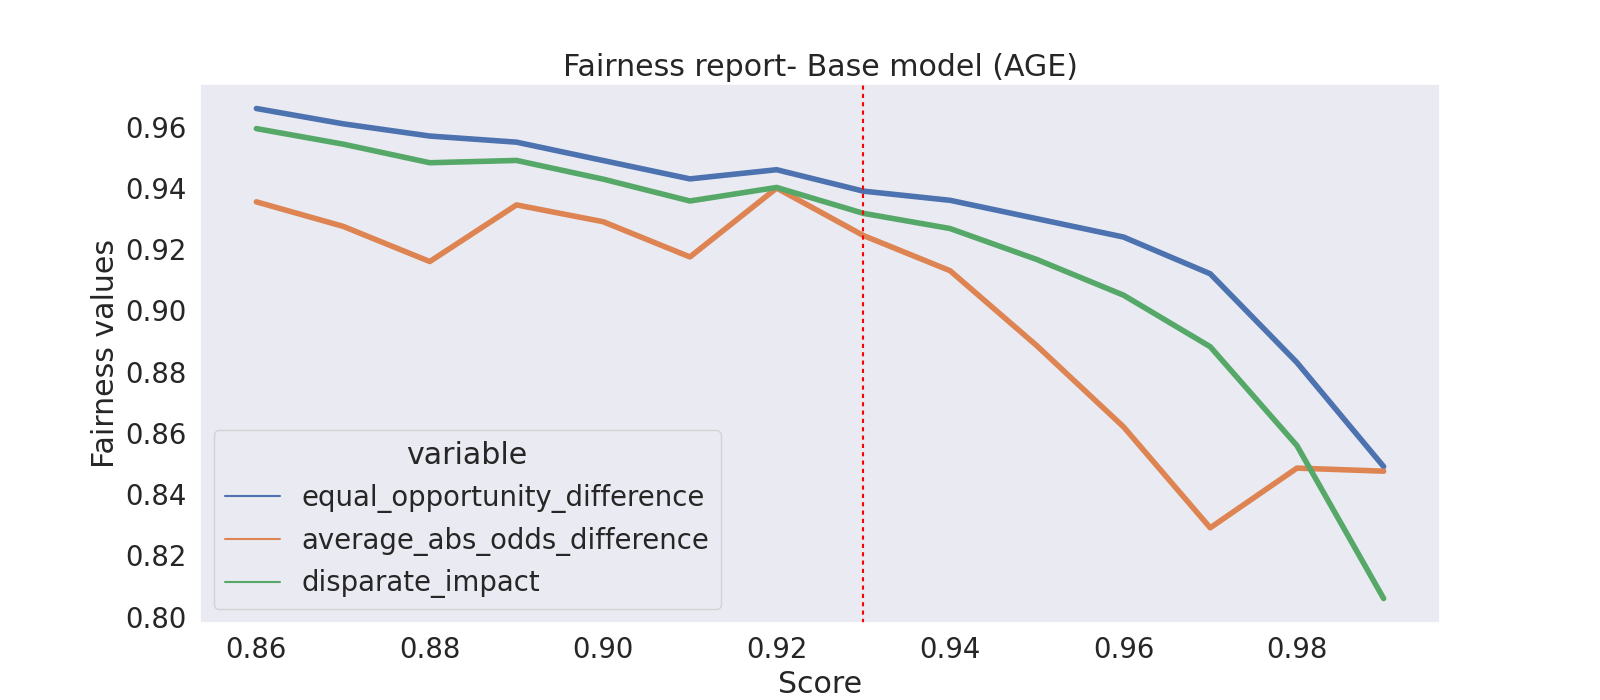 Fairness report- Base model (AGE)
Fairness values
0.96
0.94
0.92
0.90
0.88
0.86
0.84
0.82
0.80
variable
equal_opportunity_difference
average_abs_odds_difference
disparate_impact
0.86 0.88 0.90 0.92 0.94 0.96 0.98
Score